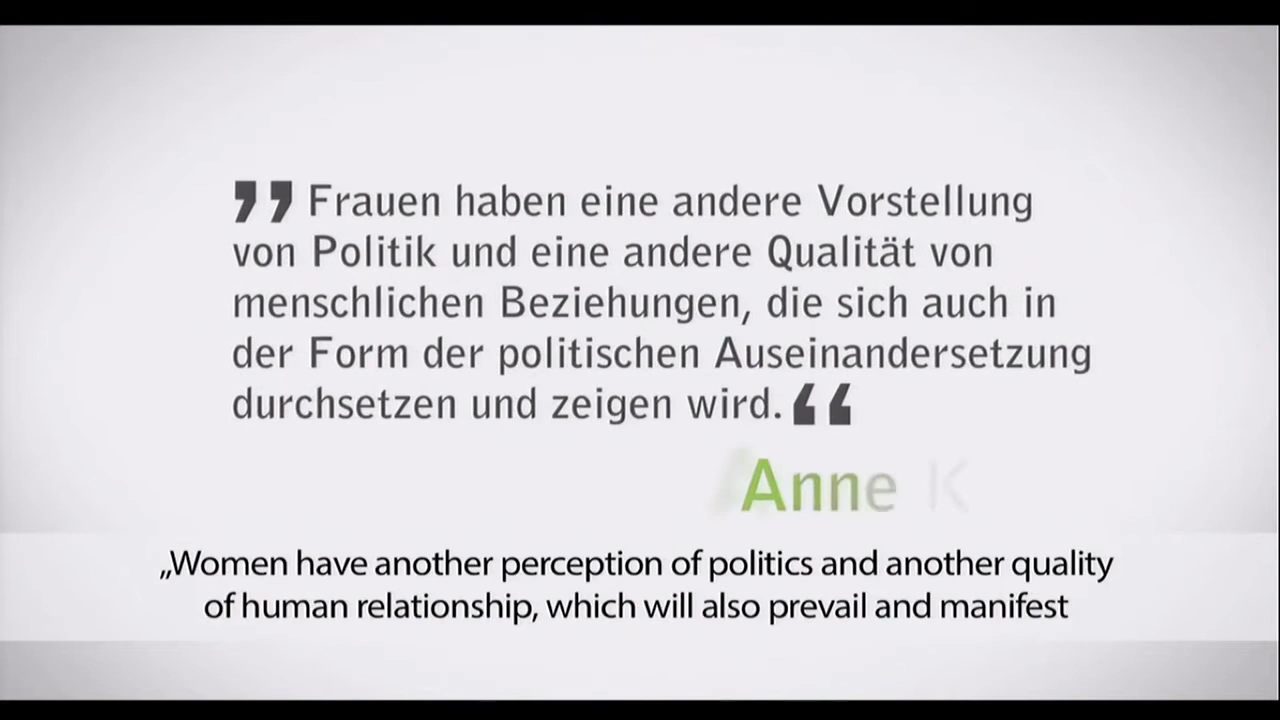 ❜❜ Frauen haben eine andere Vorstellung
von Politik und eine andere Qualität von
menschlichen Beziehungen, die sich auch in
der Form der politischen Auseinandersetzung
durchsetzen und zeigen wird. ❛❛
Anne K
„Women have another perception of politics and another quality
of human relationship, which will also prevail and manifest